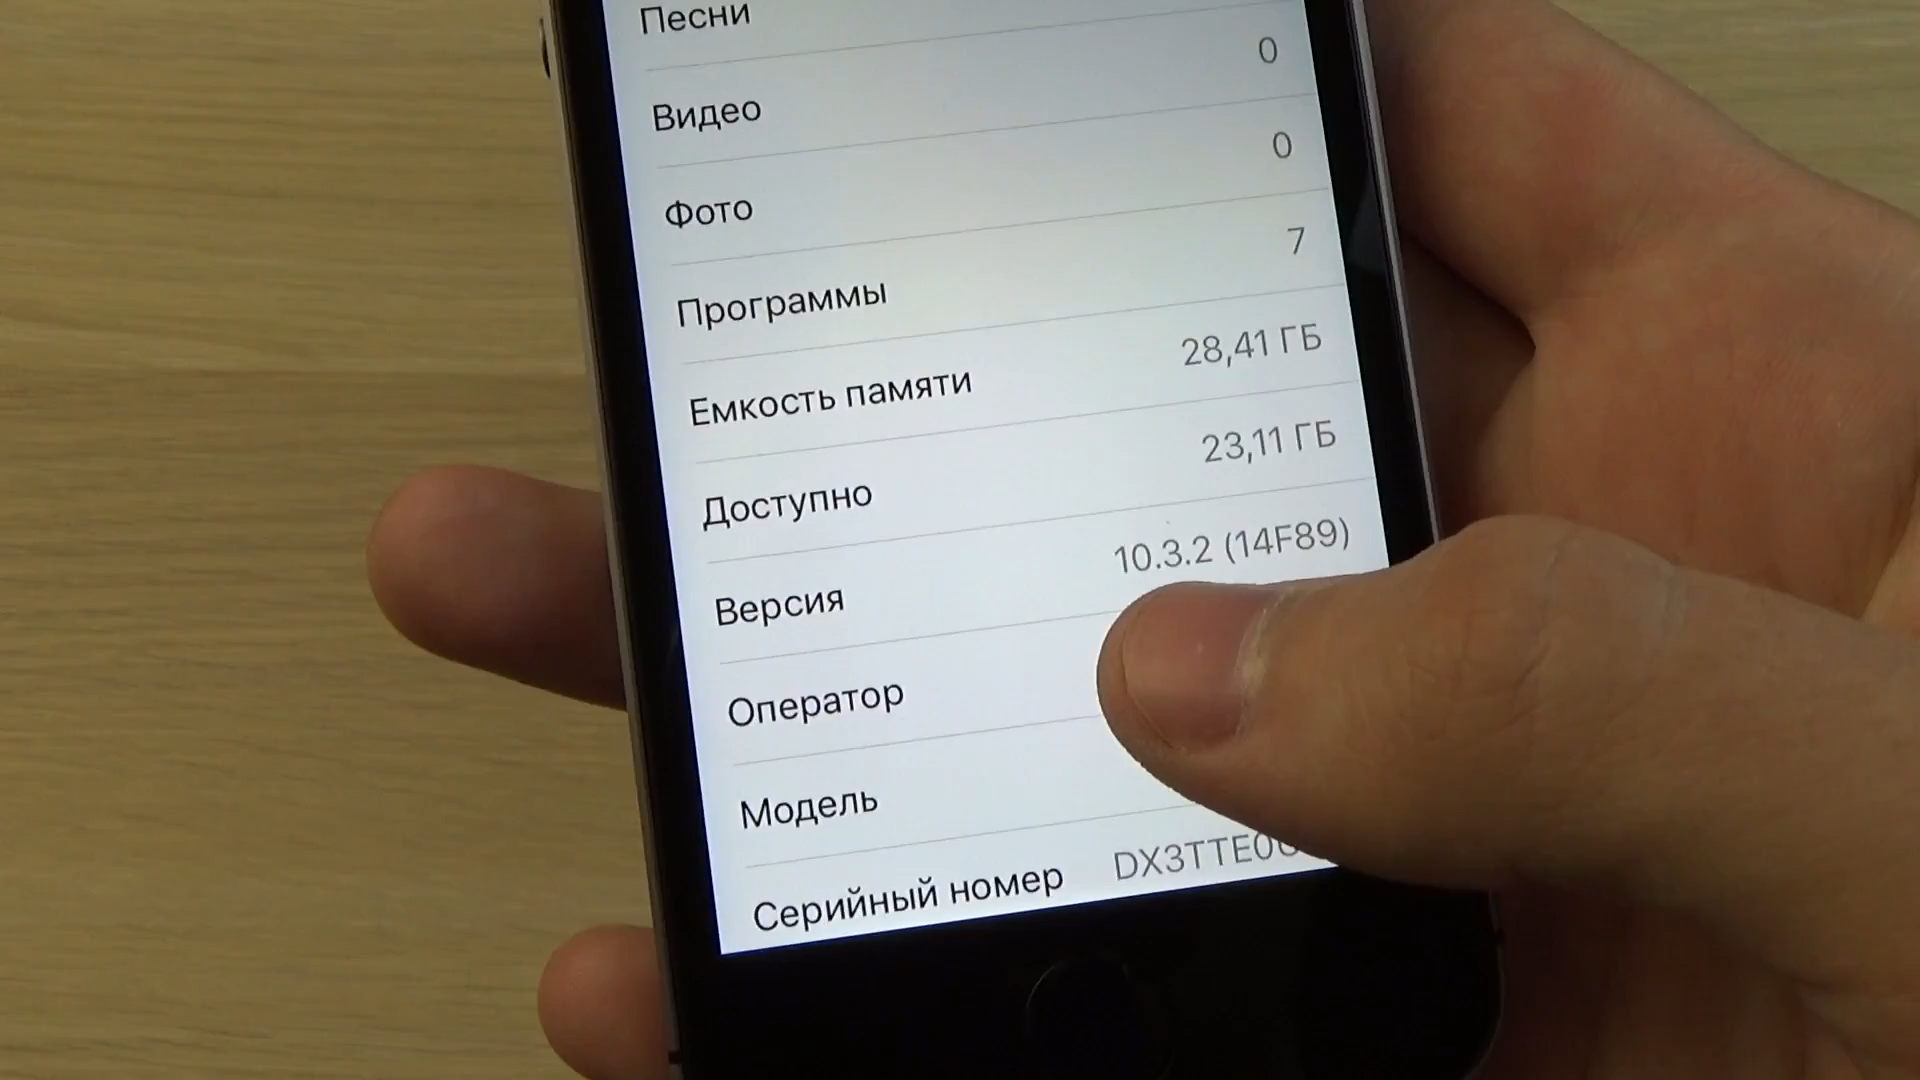 Песни
Видео 0
Фото 0
Программы 7
Емкость памяти 28,41 ГБ
Доступно 23,11 ГБ
Версия 10.3.2 (14F89)
Оператор
Модель
Серийный номер